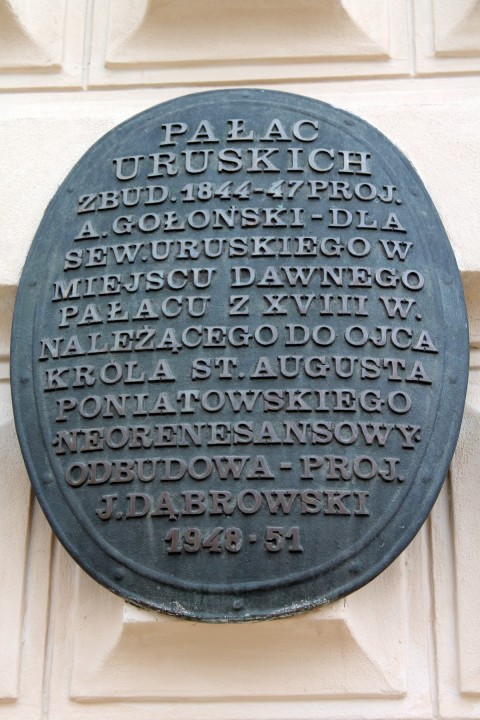 PAŁAC
URUSKICH
ZBUD. 1844-47 PROJ.
A. GOŁOŃSKI - DLA
SEW. URUSKIEGO W
MIEJSCU DAWNEGO
PAŁACU Z XVIII W.
NALEŻĄCEGO DO OJCA
KRÓLA ST. AUGUSTA
PONIATOWSKIEGO
·NEORENESANSOWY·
ODBUDOWA - PROJ.
J. DĄBROWSKI
1948 · 51